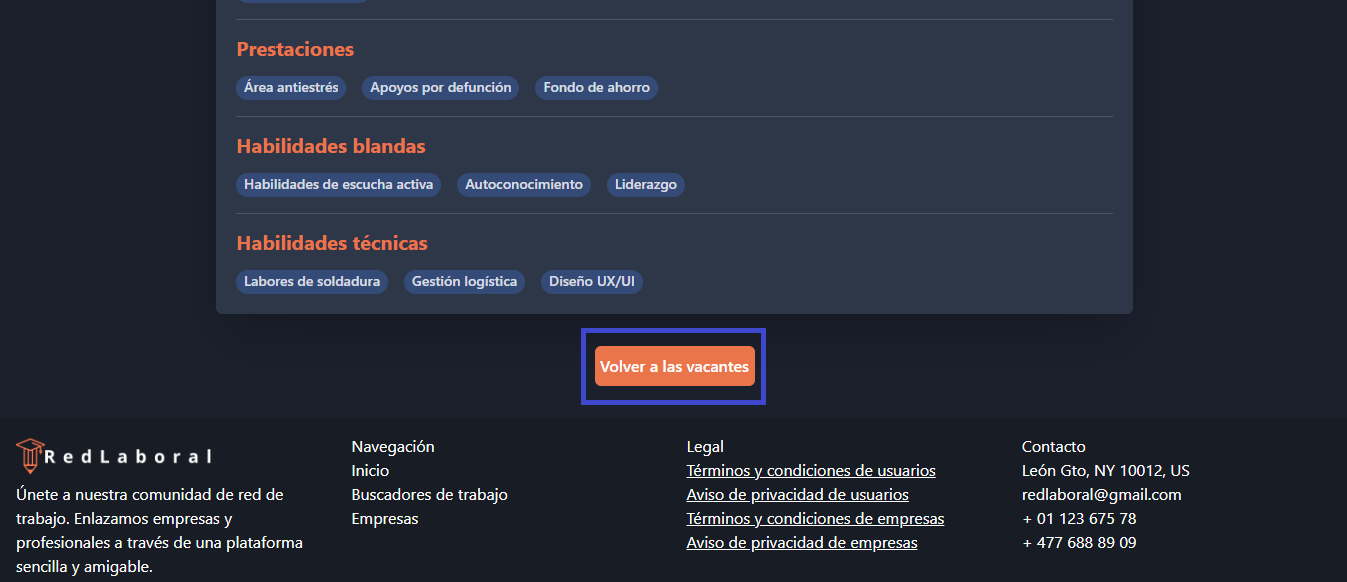 Prestaciones
Área antiestrés Apoyos por defunción Fondo de ahorro
Habilidades blandas
Habilidades de escucha activa Autoconocimiento Liderazgo
Habilidades técnicas
Labores de soldadura Gestión logística Diseño UX/UI
Volver a las vacantes
RedLaboral
Únete a nuestra comunidad de red de
trabajo. Enlazamos empresas y
profesionales a través de una plataforma
sencilla y amigable.
Navegación
Inicio
Buscadores de trabajo
Empresas
Legal
Términos y condiciones de usuarios
Aviso de privacidad de usuarios
Términos y condiciones de empresas
Aviso de privacidad de empresas
Contacto
León Gto, NY 10012, US
redlaboral@gmail.com
+ 01 123 675 78
+ 477 688 89 09